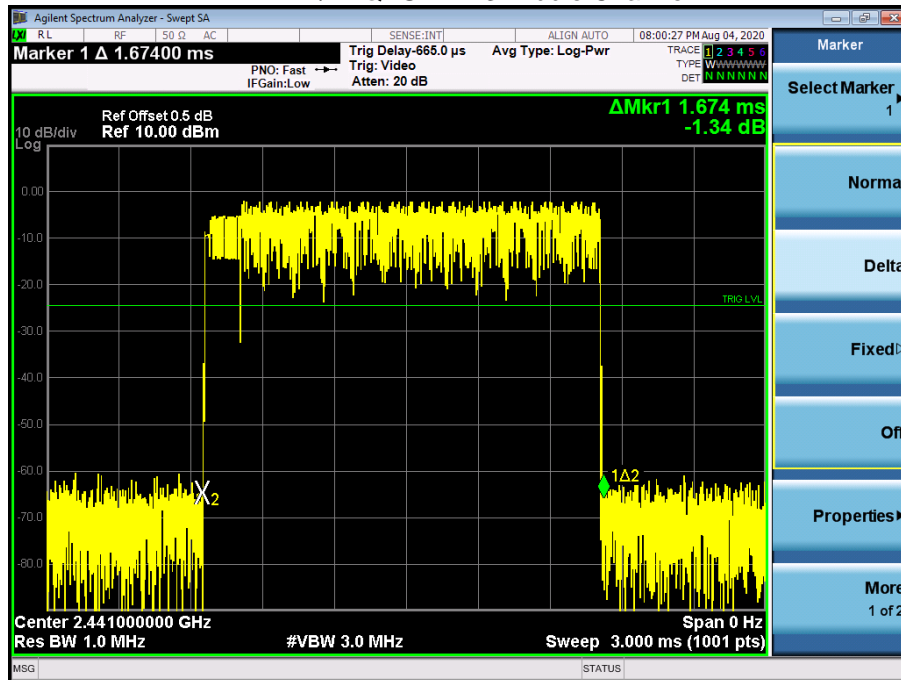 Agilent Spectrum Analyzer - Swept SA
LXI RL RF 50 Ω AC SENSE:INT ALIGN AUTO 08:00:27 PM Aug 04, 2020
Marker 1 Δ 1.67400 ms
PNO: Fast
IFGain:Low
Trig Delay-665.0 µs
Trig: Video
Atten: 20 dB
Avg Type: Log-Pwr
TRACE 1 2 3 4 5 6
TYPE WWWWWWW
DET N N N N N N
ΔMkr1 1.674 ms
-1.34 dB
Ref Offset 0.5 dB
10 dB/div Ref 10.00 dBm
Log
0.00
-10.0
-20.0
TRIG LVL
-30.0
-40.0
-50.0
-60.0
1Δ2
2
-70.0
-80.0
Center 2.441000000 GHz Span 0 Hz
Res BW 1.0 MHz #VBW 3.0 MHz Sweep 3.000 ms (1001 pts)
MSG STATUS
Marker
Select Marker
1
Norma
Delta
Fixed
Off
Properties
More
1 of 2